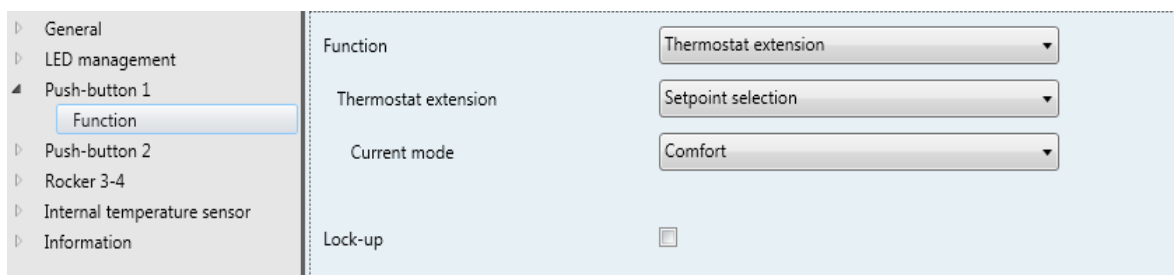 General
LED management
Push-button 1
Function
Push-button 2
Rocker 3-4
Internal temperature sensor
Information
Function Thermostat extension
Thermostat extension Setpoint selection
Current mode Comfort
Lock-up